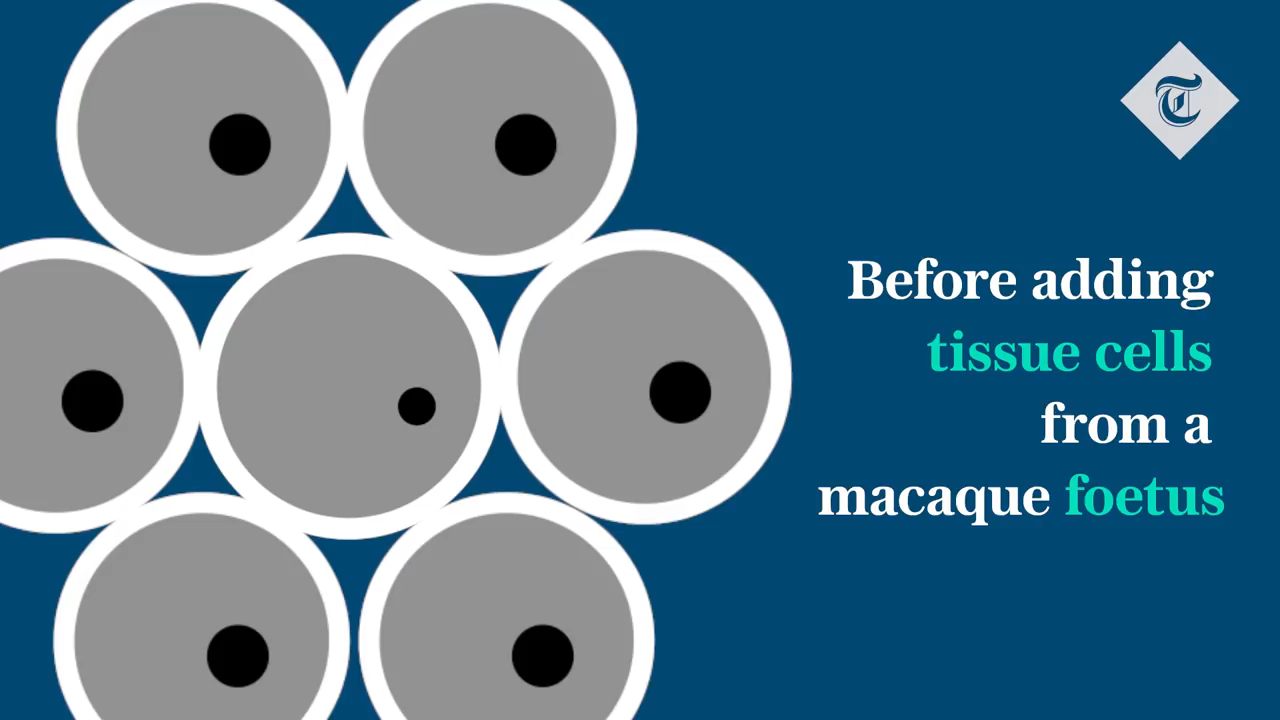 T
Before adding
tissue cells
from a
macaque foetus